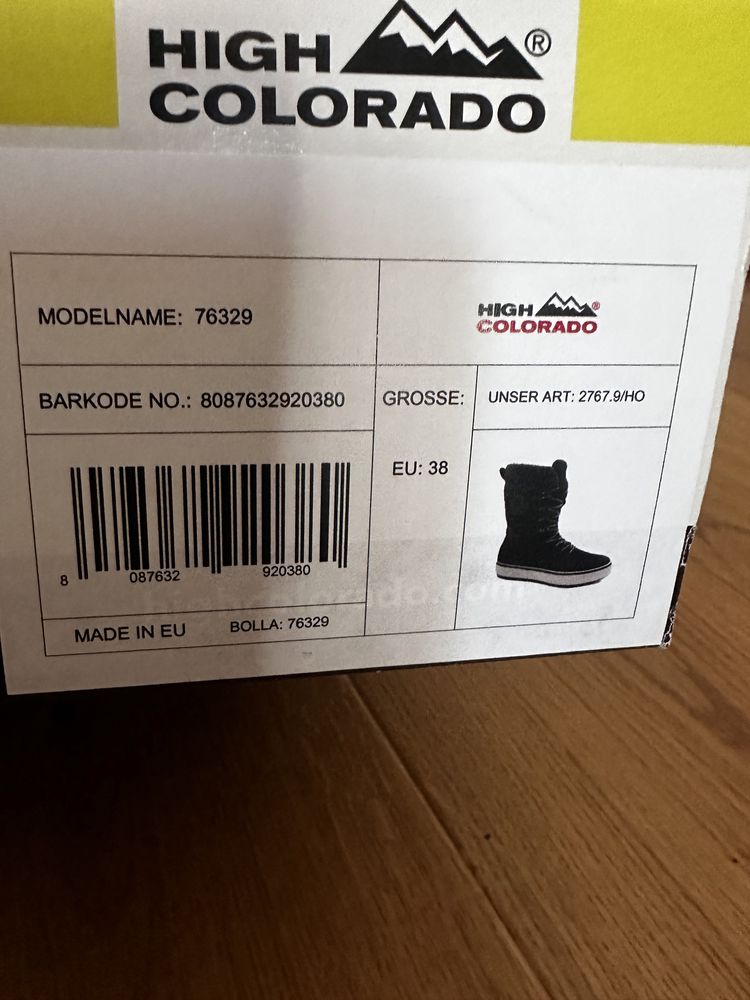 HIGH
COLORADO®
MODELNAME: 76329
HIGH ®
COLORADO
BARKODE NO.: 8087632920380
GROSSE:
UNSER ART: 2767.9/HO
EU: 38
8 087632 920380
MADE IN EU
BOLLA: 76329